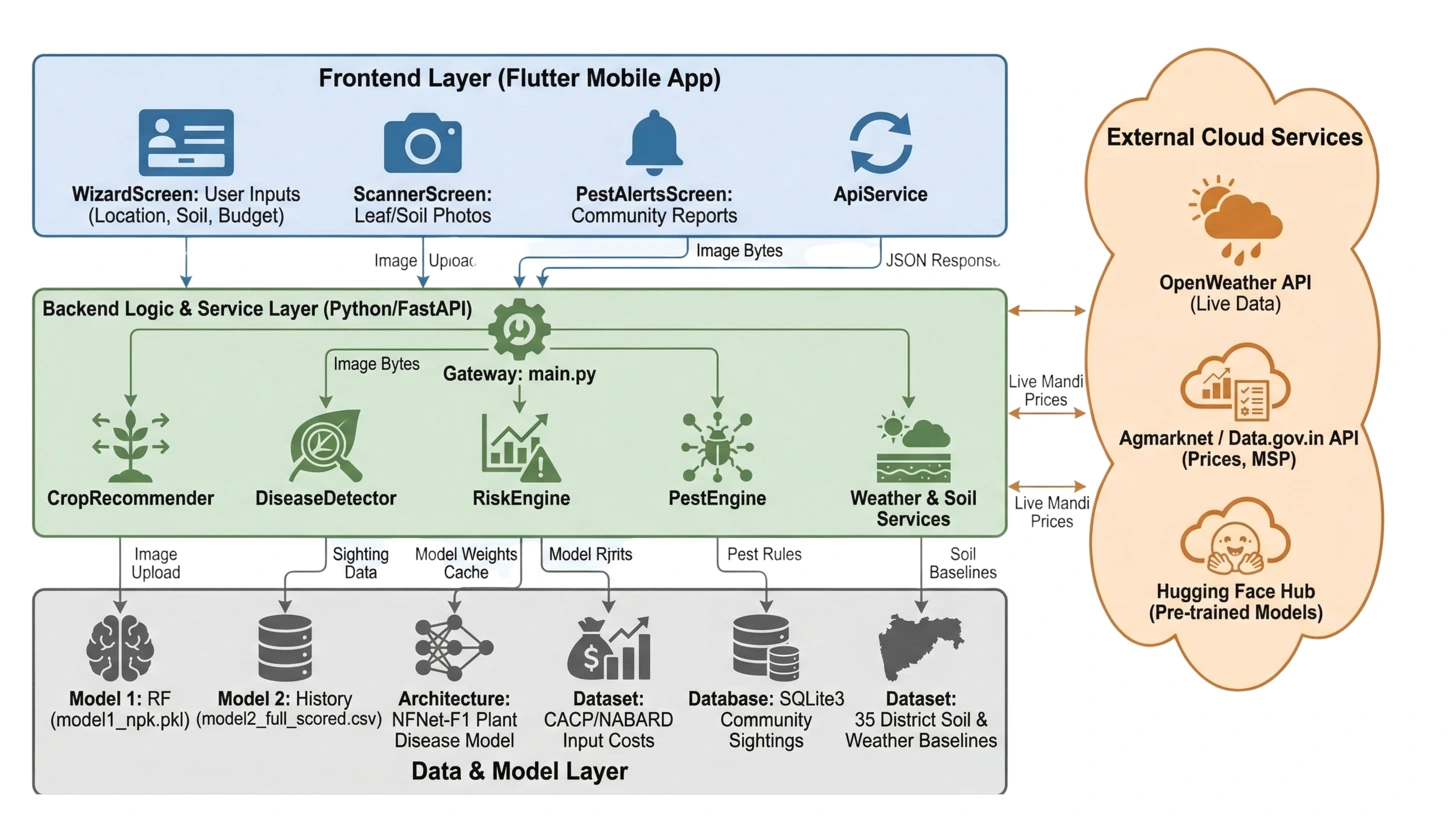 Frontend Layer (Flutter Mobile App)
WizardScreen: User Inputs
(Location, Soil, Budget)
ScannerScreen:
Leaf/Soil Photos
PestAlertsScreen:
Community Reports
ApiService
Image
Image Bytes
JSON Response
Backend Logic & Service Layer (Python/FastAPI)
Image Bytes
Gateway: main.py
CropRecommender
DiseaseDetector
RiskEngine
PestEngine
Weather & Soil
Services
Image
Upload
Sighting
Data
Model Weights
Cache
Model
Pest Rules
Soil
Baselines
Model 1: RF
(model1_npk.pkl)
Model 2: History
(model2_full_scored.csv)
Architecture:
NFNet-F1 Plant
Disease Model
Dataset:
CACP/NABARD
Input Costs
Database: SQLite3
Community
Sightings
Dataset:
35 District Soil &
Weather Baselines
Data & Model Layer
Live Mandi
Prices
Live Mandi
Prices
External Cloud Services
OpenWeather API
(Live Data)
Agmarknet / Data.gov.in API
(Prices, MSP)
Hugging Face Hub
(Pre-trained Models)